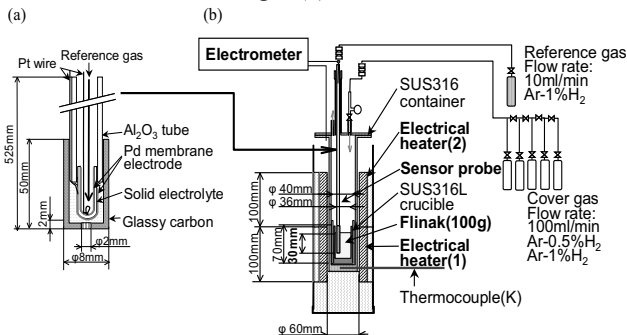 (a)
(b)
Reference gas
Pt wire
525mm
50mm
2mm
Al2O3 tube
Pd membrane
electrode
Solid electrolyte
Glassy carbon
φ2mm
φ8mm
Electrometer
SUS316
container
Electrical
heater(2)
Sensor probe
SUS316L
crucible
Flinak(100g)
Electrical
heater(1)
Thermocouple(K)
φ 40mm
φ 36mm
100mm
100mm
70mm
30mm
φ 60mm
Reference gas
Flow rate:
10ml/min
Ar-1%H2
Cover gas
Flow rate:
100ml/min
Ar-0.5%H2
Ar-1%H2